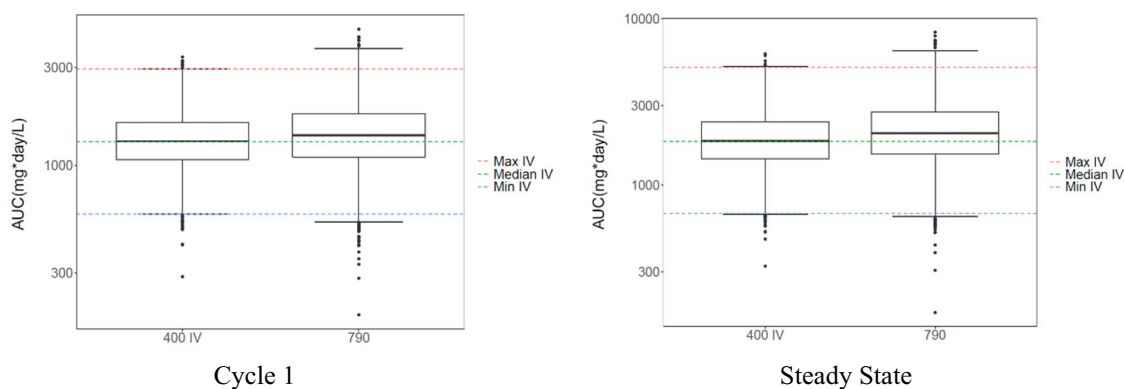 AUC(mg*day/L)
3000
1000
300
400 IV
790
Max IV
Median IV
Min IV
Cycle 1
AUC(mg*day/L)
10000
3000
1000
300
400 IV
790
Max IV
Median IV
Min IV
Steady State